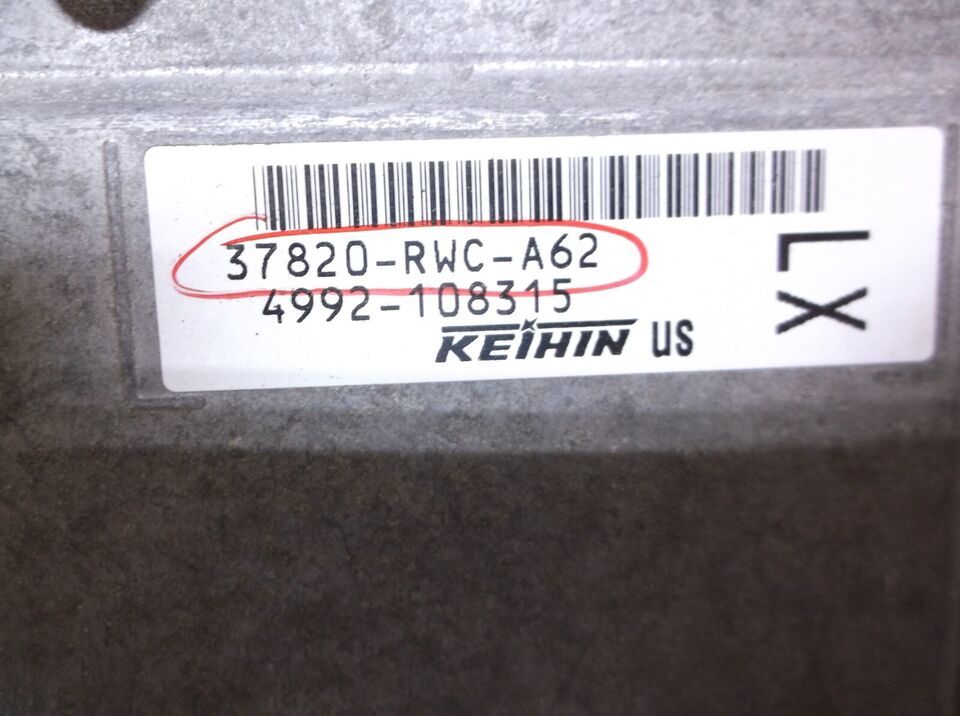 37820-RWC-A62
4992-108315
KEIHIN US
LX